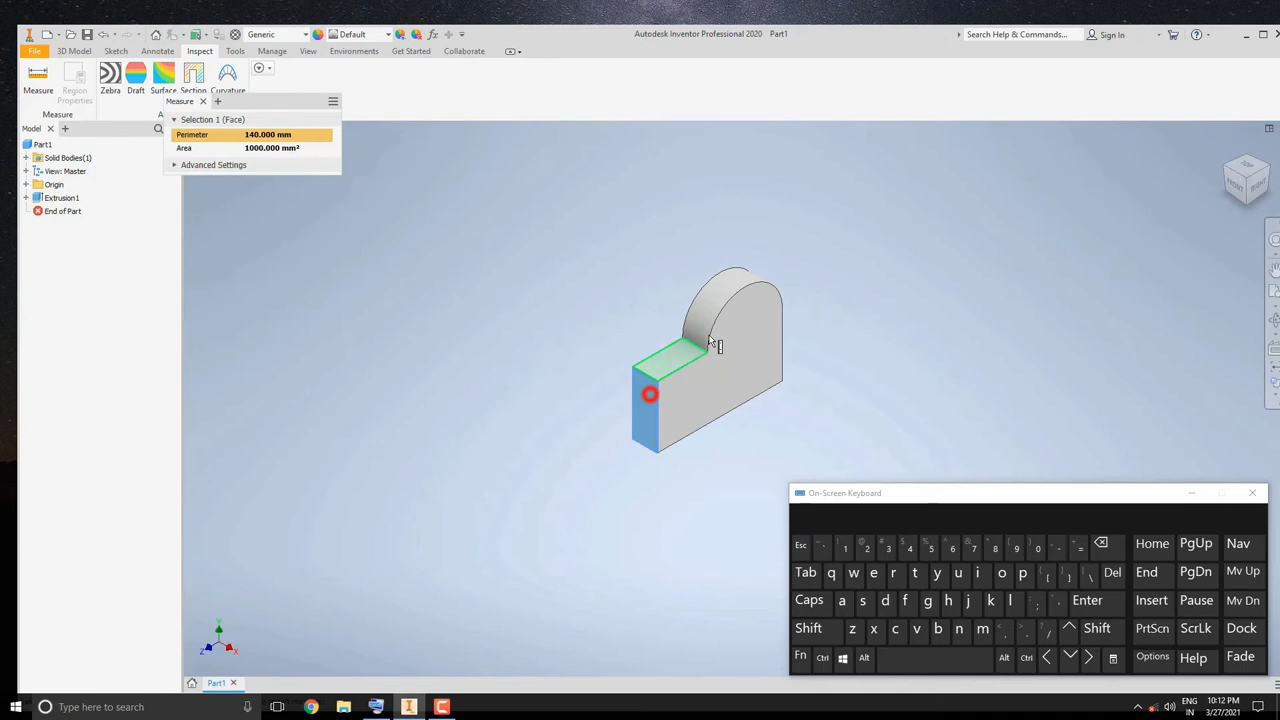 Generic
Default
Autodesk Inventor Professional 2020 Part1
Search Help & Commands...
Sign In
File 3D Model Sketch Annotate Inspect Tools Manage View Environments Get Started Collaborate
Measure
Region
Properties
Zebra
Draft
Surface
Section
Curvature
Measure
Measure
Selection 1 (Face)
Perimeter 140.000 mm
Area 1000.000 mm²
Advanced Settings
Model
Part1
Solid Bodies(1)
View: Master
Origin
Extrusion1
End of Part
TOP
FRONT
RIGHT
Y
Z
X
On-Screen Keyboard
Esc ~ ` ! 1 @ 2 # 3 $ 4 % 5 ^ 6 & 7 * 8 ( 9 ) 0 _ - + = Home PgUp Nav
Tab q w e r t y u i o p { [ } ] | \ Del End PgDn Mv Up
Caps a s d f g h j k l : ; " ' Enter Insert Pause Mv Dn
Shift z x c v b n m < , > . ? / Shift PrtScn ScrLk Dock
Fn Ctrl Alt Alt Ctrl Options Help Fade
Part1
Type here to search
ENG
IN
10:12 PM
3/27/2021